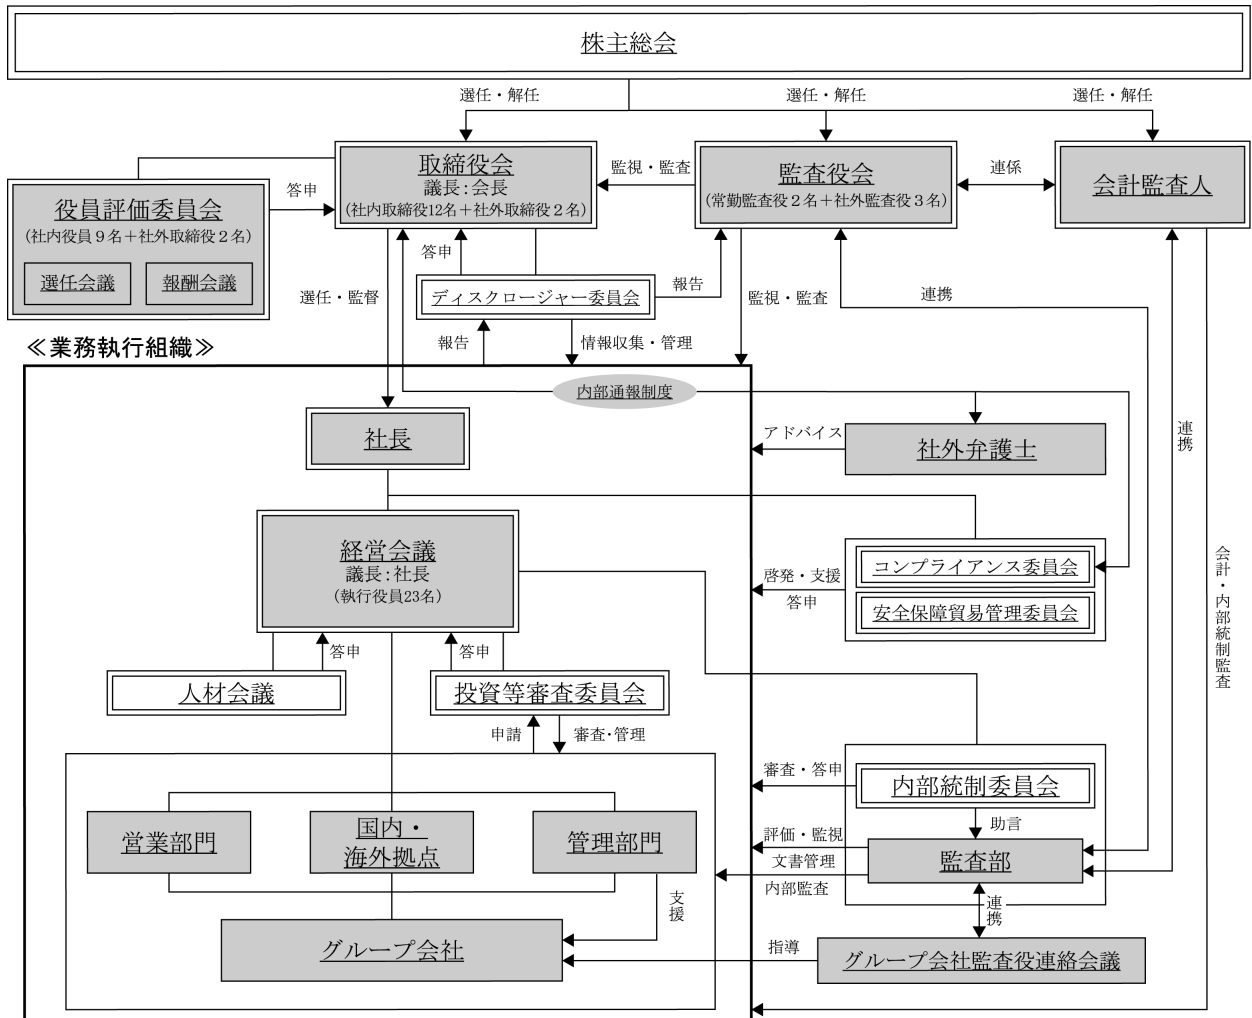 株主総会
選任・解任
選任・解任
選任・解任
取締役会
議長:会長
(社内取締役12名+社外取締役2名)
監視・監査
監査役会
(常勤監査役2名+社外監査役3名)
連係
会計監査人
役員評価委員会
(社内役員9名+社外取締役2名)
選任会議
報酬会議
答申
選任・監督
答申
ディスクロージャー委員会
報告
監視・監査
連携
報告
情報収集・管理
≪業務執行組織≫
内部通報制度
社長
アドバイス
社外弁護士
連携
経営会議
議長:社長
(執行役員23名)
啓発・支援
答申
コンプライアンス委員会
安全保障貿易管理委員会
会計・内部統制監査
答申
答申
人材会議
投資等審査委員会
申請
審査・管理
審査・答申
内部統制委員会
助言
評価・監視
文書管理
内部監査
監査部
営業部門
国内・
海外拠点
管理部門
支援
連携
グループ会社
指導
グループ会社監査役連絡会議